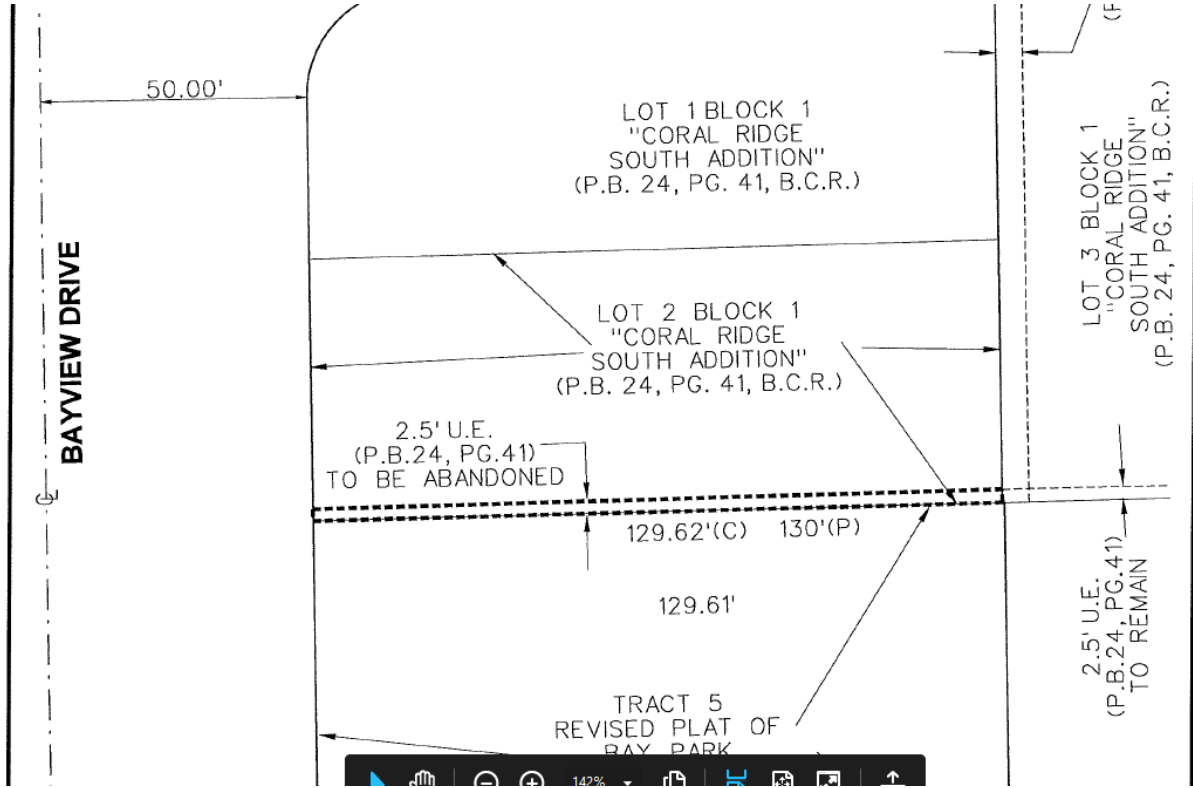 50.00'
LOT 1 BLOCK 1
"CORAL RIDGE
SOUTH ADDITION"
(P.B. 24, PG. 41, B.C.R.)
BAYVIEW DRIVE
LOT 3 BLOCK 1
"CORAL RIDGE
SOUTH ADDITION"
(P.B. 24, PG. 41, B.C.R.)
LOT 2 BLOCK 1
"CORAL RIDGE
SOUTH ADDITION"
(P.B. 24, PG. 41, B.C.R.)
2.5' U.E.
(P.B.24, PG.41)
TO BE ABANDONED
129.62'(C) 130'(P)
129.61'
2.5' U.E.
(P.B.24, PG.41)
TO REMAIN
TRACT 5
REVISED PLAT OF
BAY PARK
142%